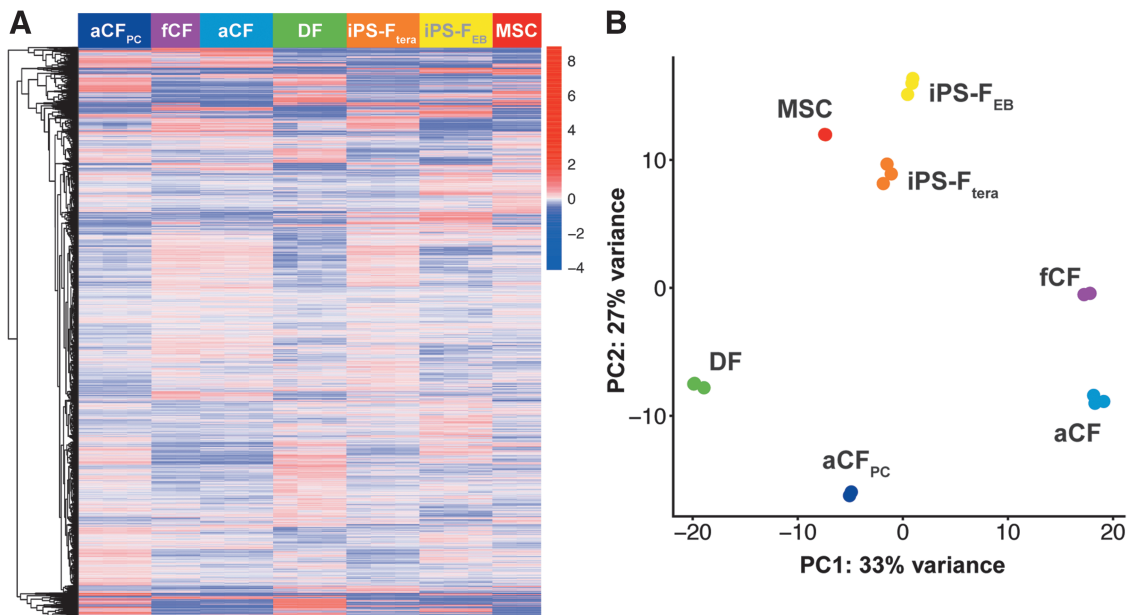 A
aCFPC fCF aCF DF iPS-Ftera iPS-FEB MSC
8
6
4
2
0
−2
−4
B
PC2: 27% variance
10
0
−10
iPS-FEB
MSC
iPS-Ftera
fCF
DF
aCF
aCFPC
−20 −10 0 10 20
PC1: 33% variance